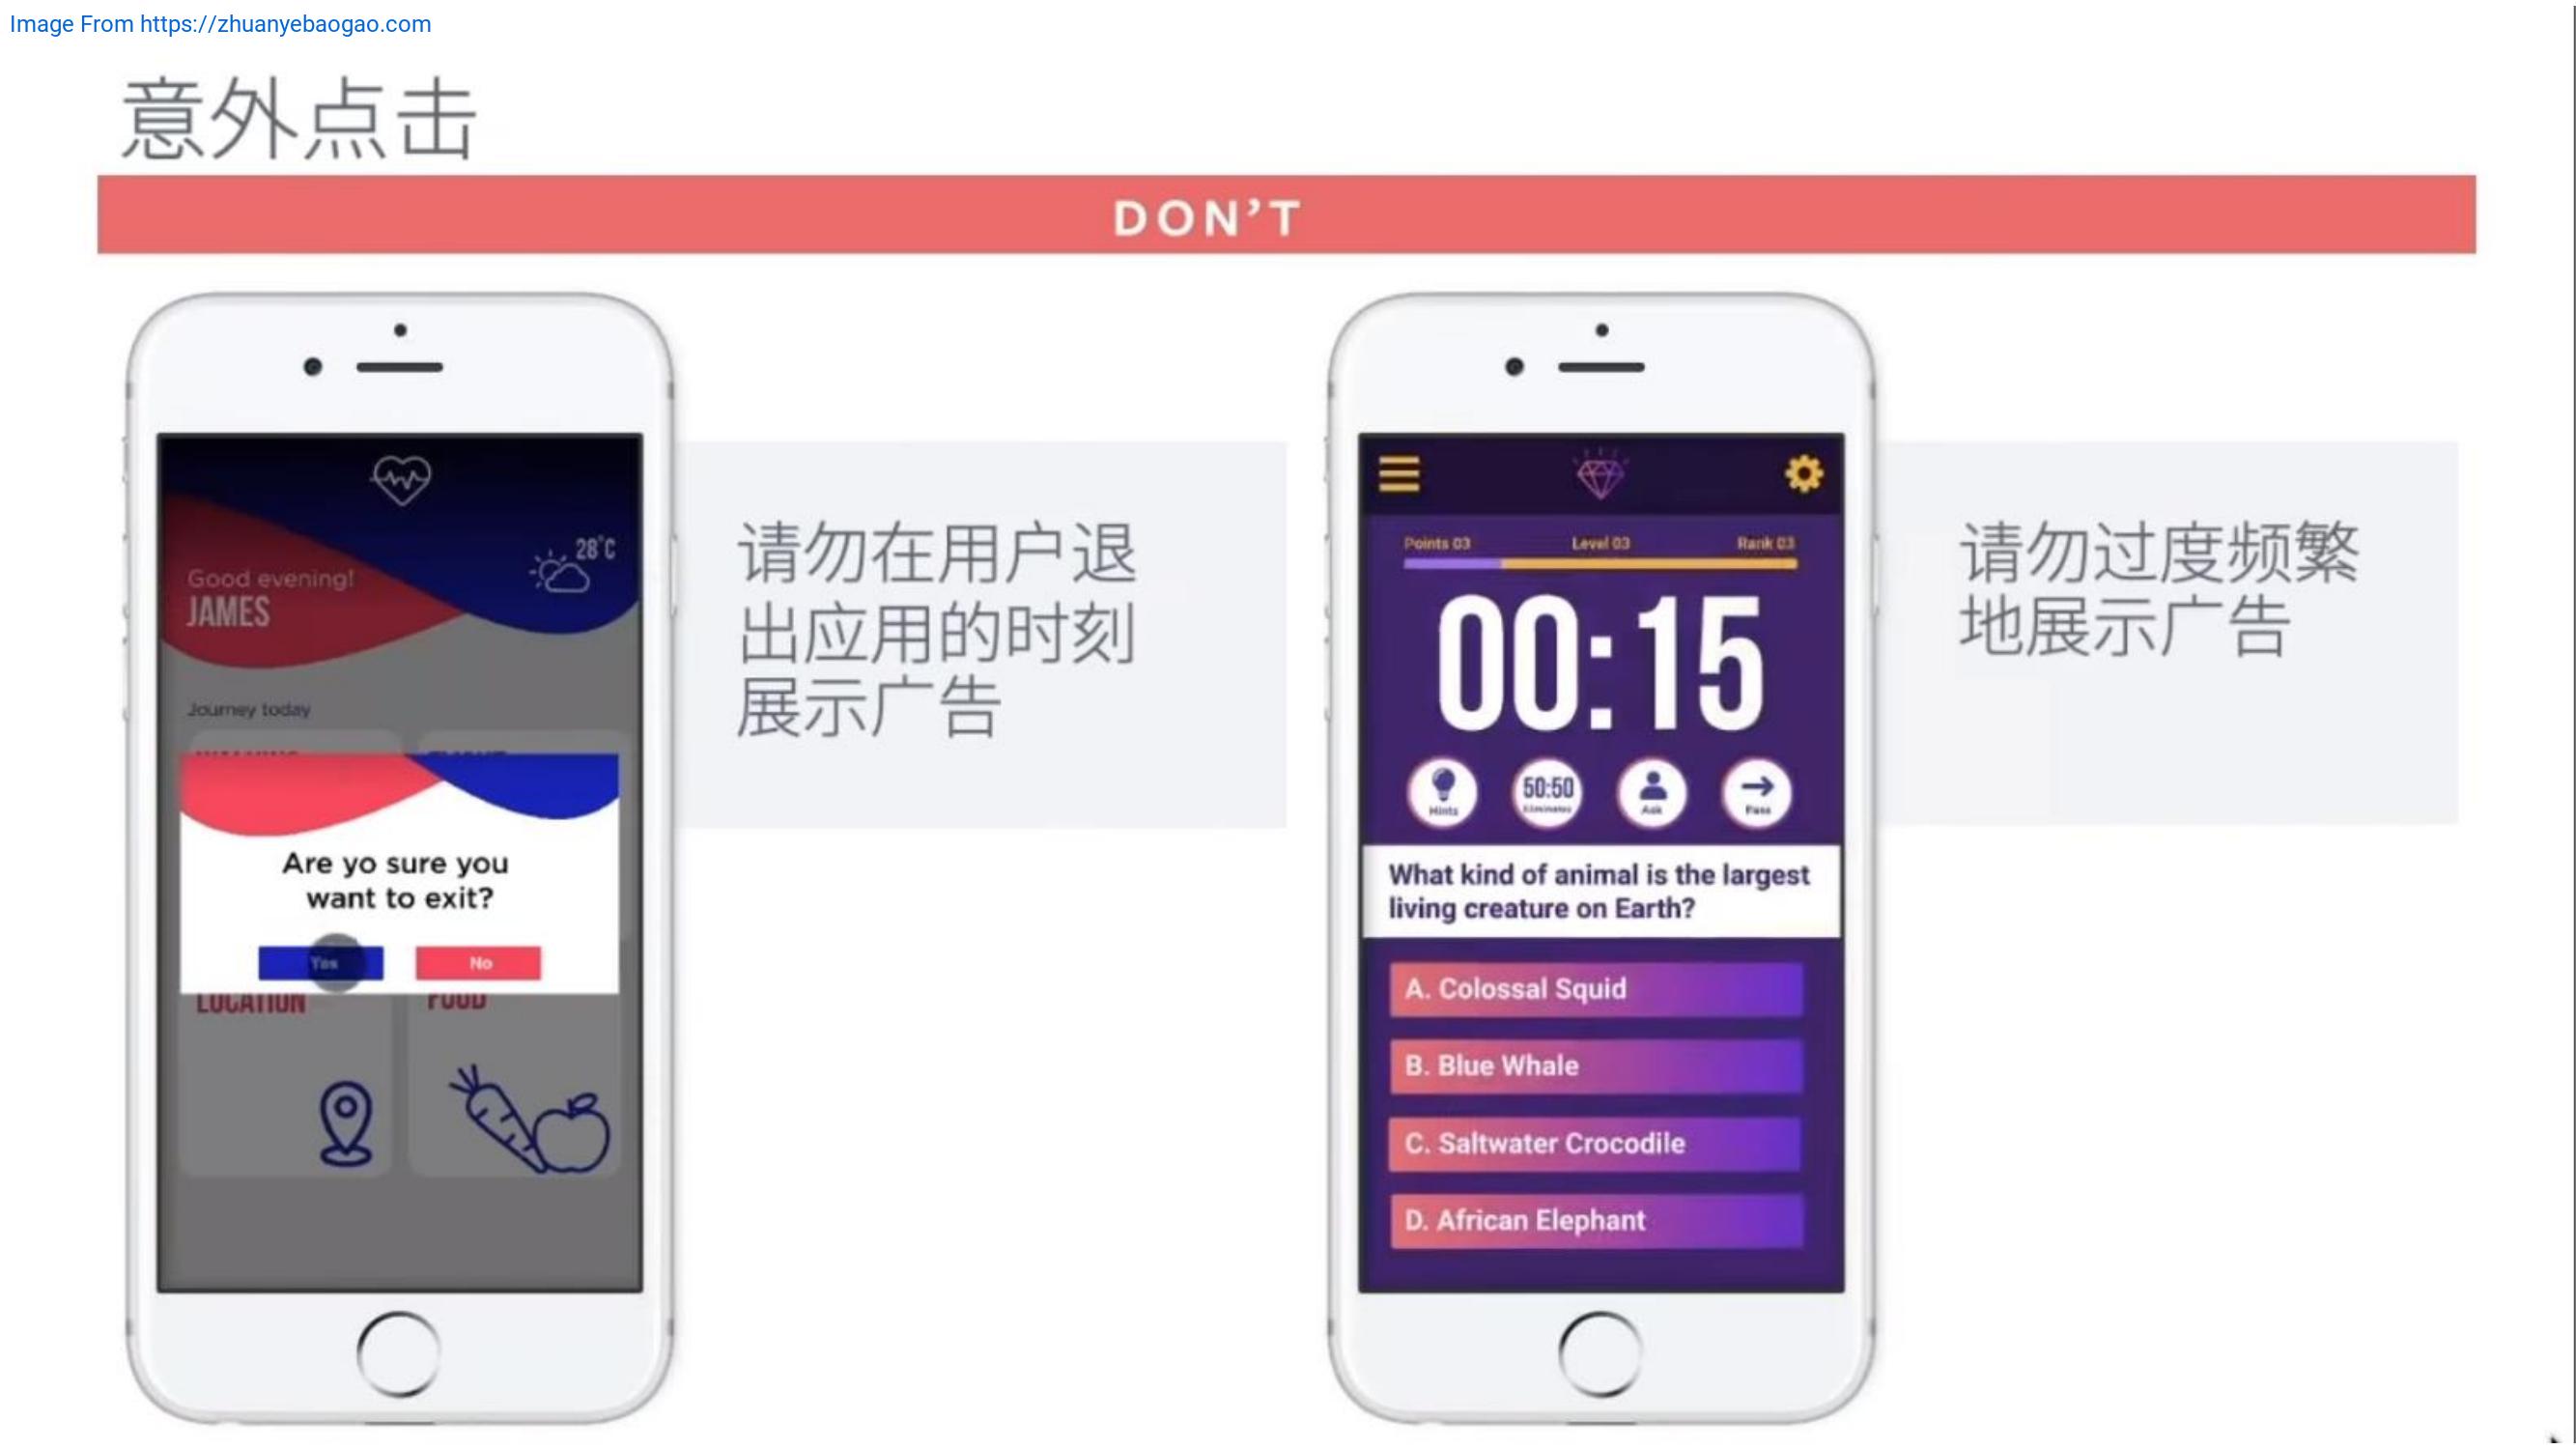 Image From https://zhuanyebaogao.com
意外点击
DON'T
28°C
Good evening!
JAMES
Journey today
Are yo sure you
want to exit?
Yes
No
LOCATION
FOOD
请勿在用户退
出应用的时刻
展示广告
Points 03
Level 03
Rank 03
00:15
Hints
50:50
Eliminates
Ask
Pass
What kind of animal is the largest
living creature on Earth?
A. Colossal Squid
B. Blue Whale
C. Saltwater Crocodile
D. African Elephant
请勿过度频繁
地展示广告